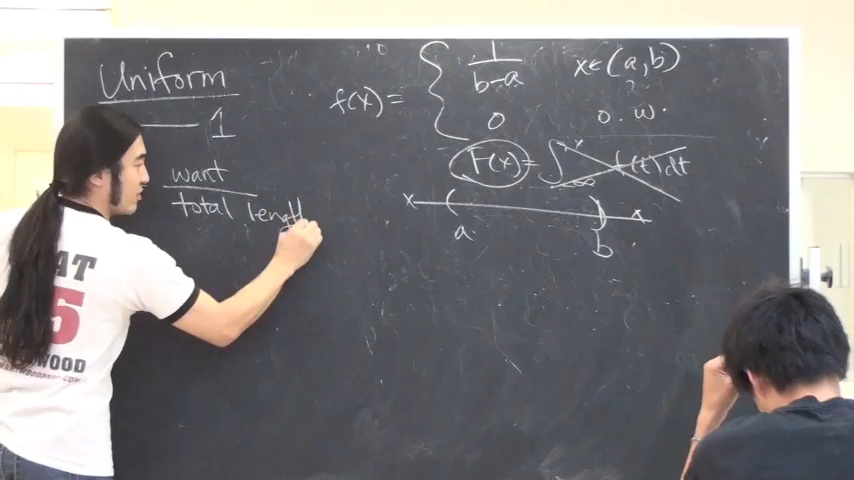 Uniform
1
want
total length
f(x) = { 1/(b-a) x∈(a,b)
0 o.w.
F(x) = ∫_{-∞}^{x} f(t)dt
x ( ) x
a b
AT
5
WOOD